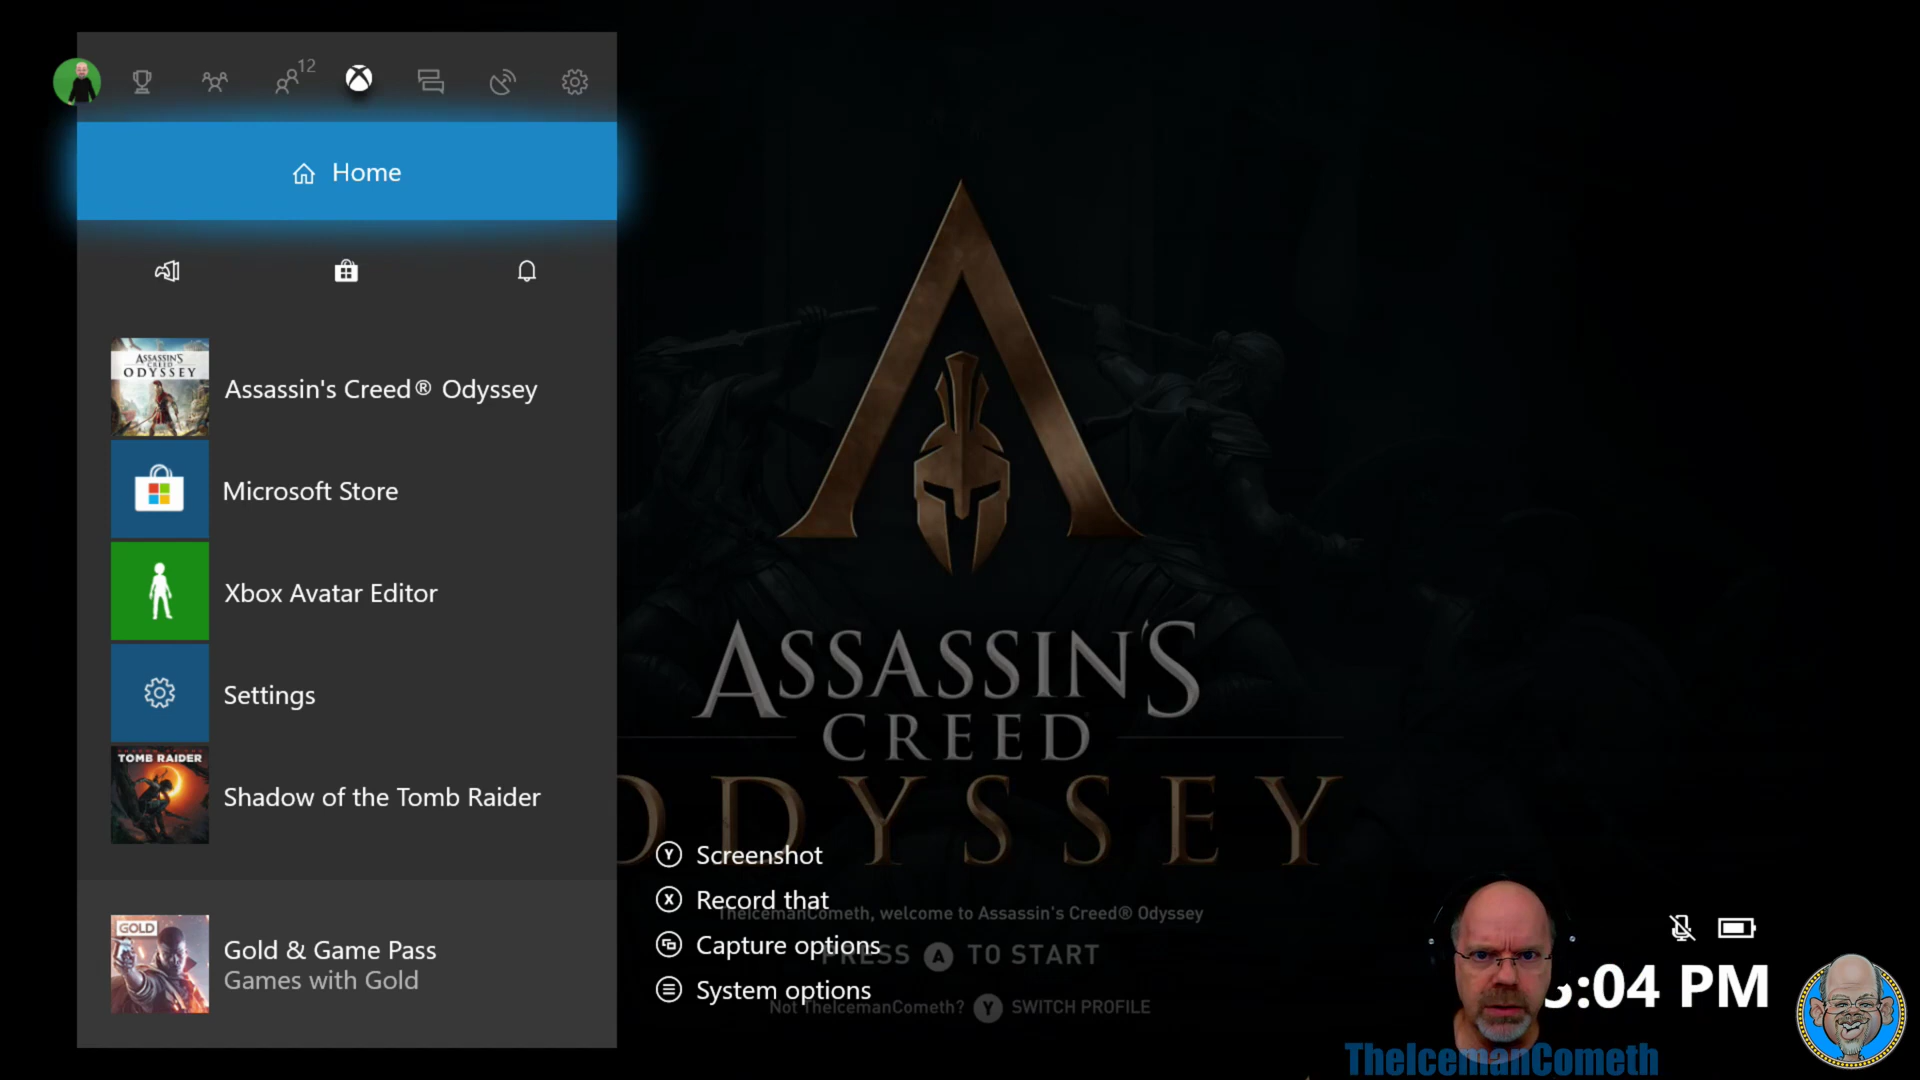 12
Home
ASSASSIN'S
CREED
ODYSSEY
Assassin's Creed® Odyssey
Microsoft Store
Xbox Avatar Editor
Settings
TOMB RAIDER
Shadow of the Tomb Raider
GOLD
Gold & Game Pass
Games with Gold
ASSASSIN'S
CREED
ODYSSEY
Y Screenshot
X Record that
TheIcemanCometh, welcome to Assassin's Creed® Odyssey
Capture options
PRESS A TO START
System options
Not TheIcemanCometh? Y SWITCH PROFILE
:04 PM
TheIcemanCometh